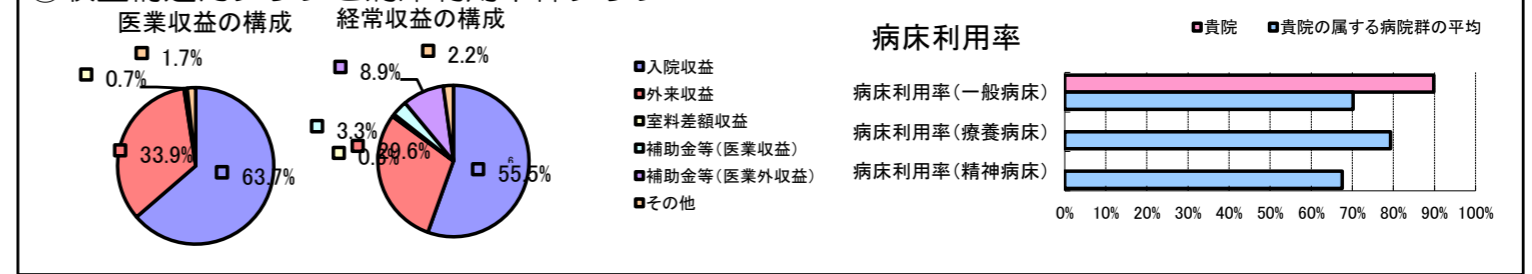 医業収益の構成
1.7%
0.7%
33.9%
63.7%
経常収益の構成
2.2%
8.9%
3.3%
29.6%
55.5%
入院収益
外来収益
室料差額収益
補助金等(医業収益)
補助金等(医業外収益)
その他
病床利用率
貴院
貴院の属する病院群の平均
病床利用率(一般病床)
病床利用率(療養病床)
病床利用率(精神病床)
0% 10% 20% 30% 40% 50% 60% 70% 80% 90% 100%